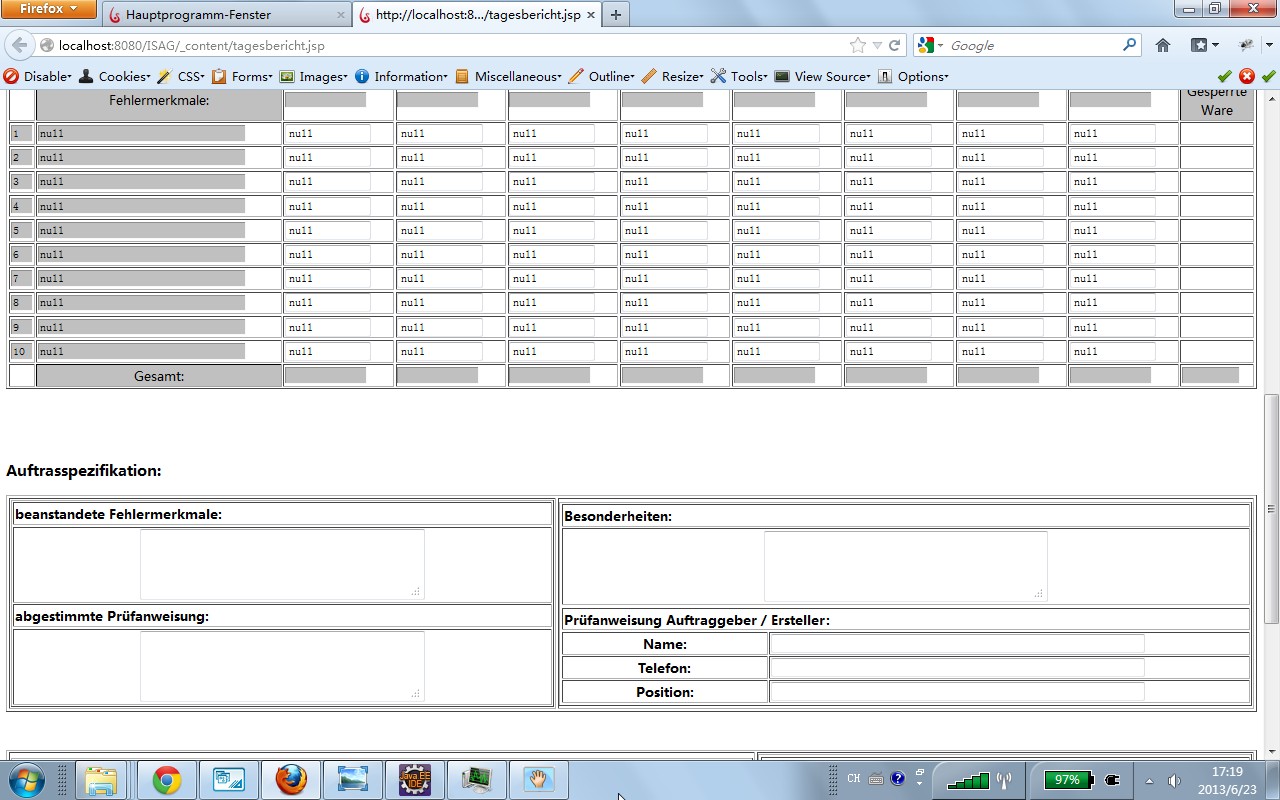 Firefox
Hauptprogramm-Fenster
http://localhost:8.../tagesbericht.jsp
localhost:8080/ISAG/_content/tagesbericht.jsp
Google
Disable Cookies CSS Forms Images Information Miscellaneous Outline Resize Tools View Source Options
Fehlermerkmale: Gesperrte
Ware
1 null null null null null null null null null
2 null null null null null null null null null
3 null null null null null null null null null
4 null null null null null null null null null
5 null null null null null null null null null
6 null null null null null null null null null
7 null null null null null null null null null
8 null null null null null null null null null
9 null null null null null null null null null
10 null null null null null null null null null
Gesamt:
Auftrasspezifikation:
beanstandete Fehlermerkmale:
Besonderheiten:
abgestimmte Prüfanweisung:
Prüfanweisung Auftraggeber / Ersteller:
Name:
Telefon:
Position:
Java EE
IDE
CH
97%
17:19
2013/6/23